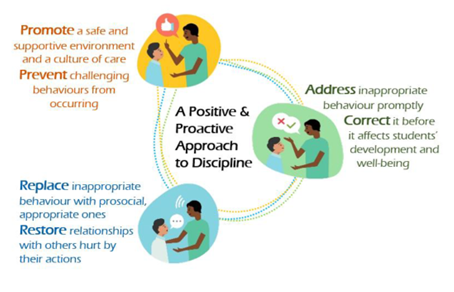 Promote a safe and
supportive environment
and a culture of care
Prevent challenging
behaviours from
occurring
A Positive &
Proactive
Approach
to Discipline
Address inappropriate
behaviour promptly
Correct it before
it affects students'
development and
well-being
Replace inappropriate
behaviour with prosocial,
appropriate ones
Restore relationships
with others hurt by
their actions